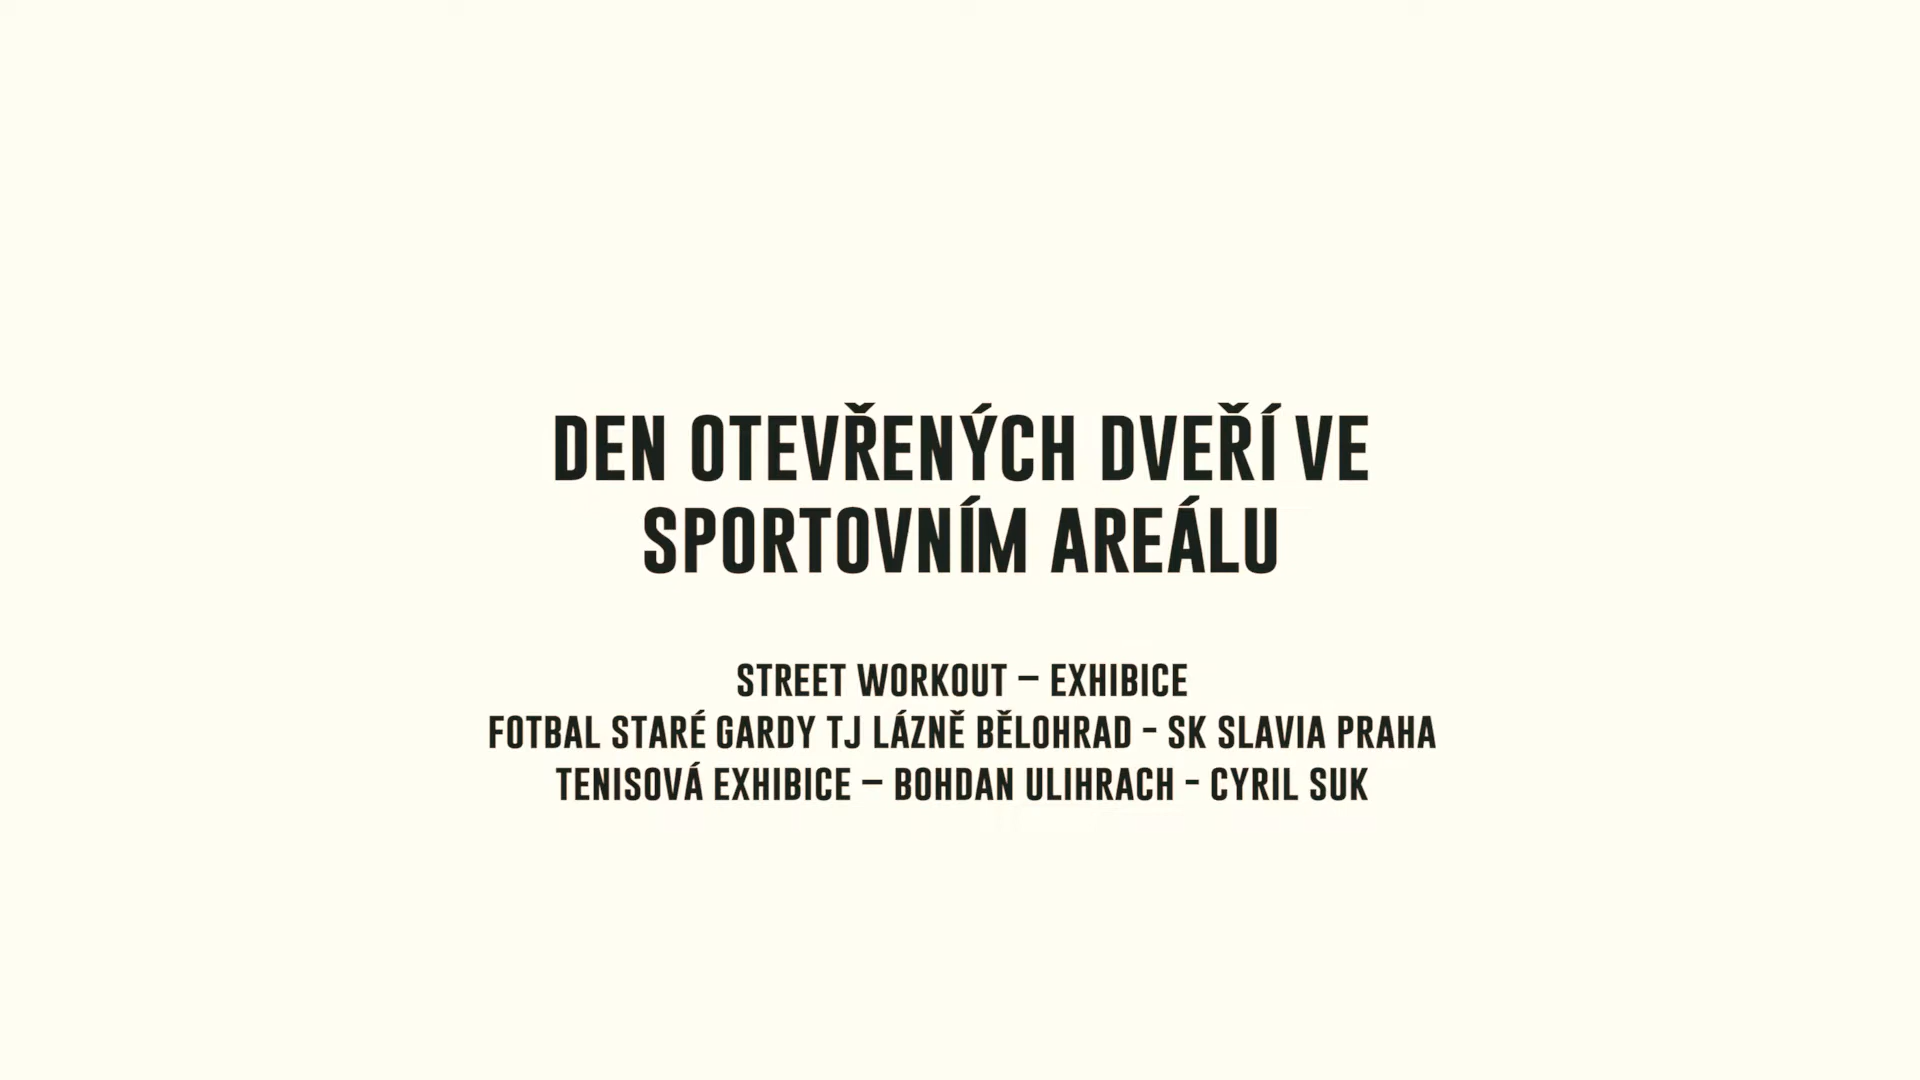 DEN OTEVŘENÝCH DVEŘÍ VE
SPORTOVNÍM AREÁLU
STREET WORKOUT – EXHIBICE
FOTBAL STARÉ GARDY TJ LÁZNĚ BĚLOHRAD - SK SLAVIA PRAHA
TENISOVÁ EXHIBICE – BOHDAN ULIHRACH - CYRIL SUK